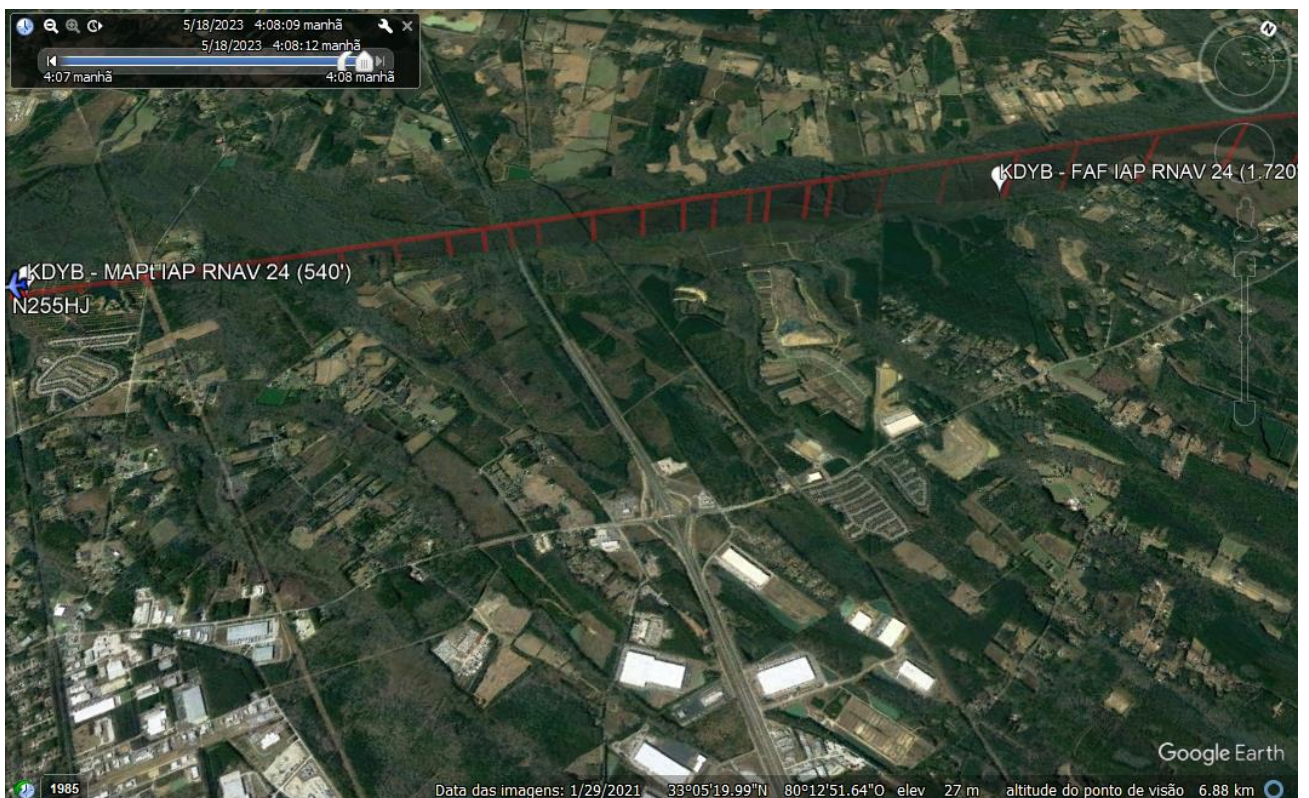 5/18/2023 4:08:09 manhã
5/18/2023 4:08:12 manhã
4:07 manhã 4:08 manhã
N
KDYB - FAF IAP RNAV 24 (1.720'
KDYB - MAPt IAP RNAV 24 (540')
N255HJ
Google Earth
1985 Data das imagens: 1/29/2021 33°05'19.99"N 80°12'51.64"O elev 27 m altitude do ponto de visão 6.88 km